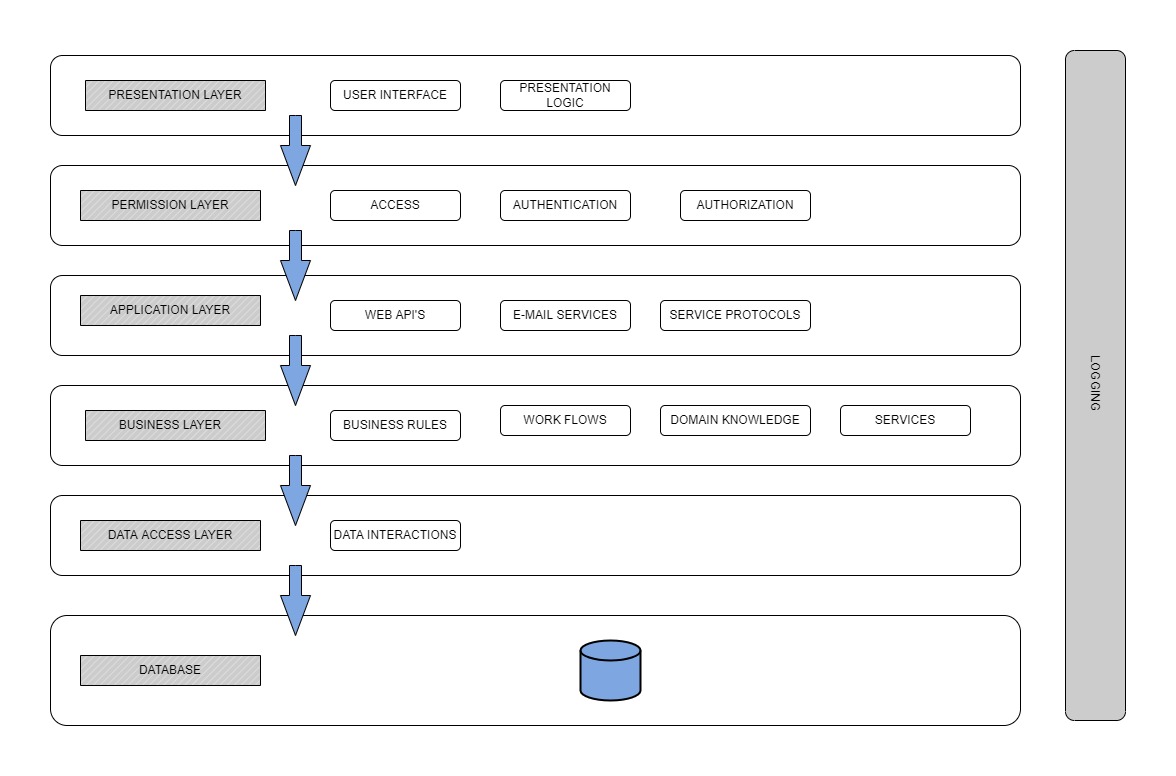 PRESENTATION LAYER
USER INTERFACE
PRESENTATION
LOGIC
PERMISSION LAYER
ACCESS
AUTHENTICATION
AUTHORIZATION
APPLICATION LAYER
WEB API'S
E-MAIL SERVICES
SERVICE PROTOCOLS
BUSINESS LAYER
BUSINESS RULES
WORK FLOWS
DOMAIN KNOWLEDGE
SERVICES
DATA ACCESS LAYER
DATA INTERACTIONS
DATABASE
LOGGING